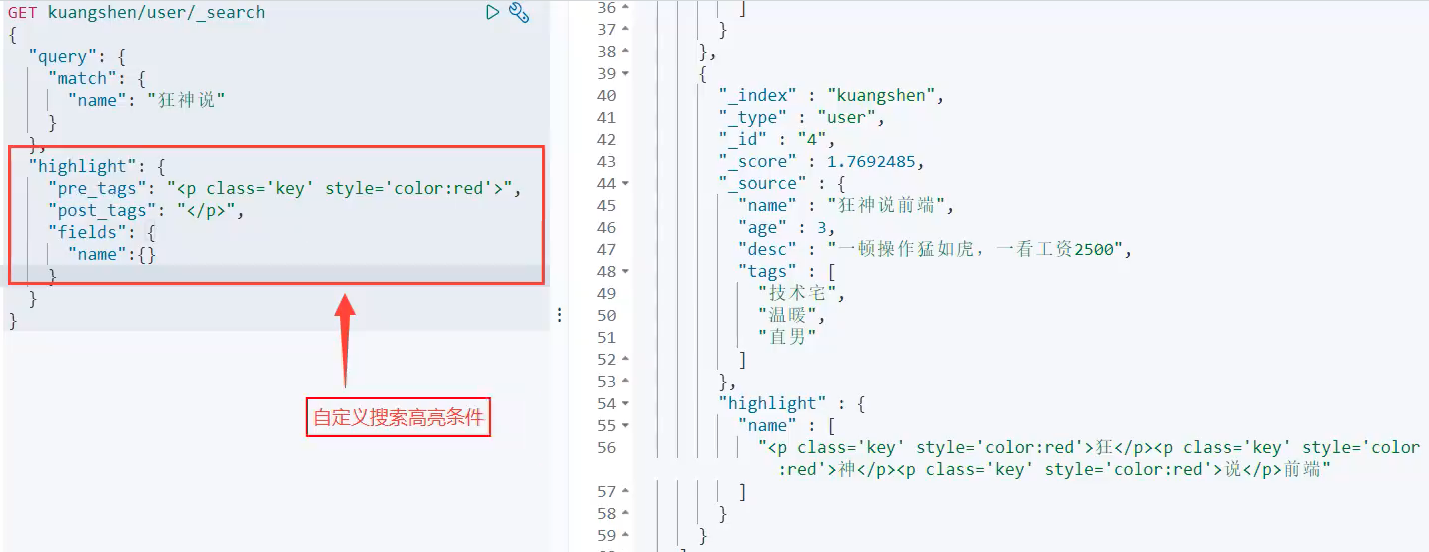 GET kuangshen/user/_search
{
  "query": {
    "match": {
      "name": "狂神说"
    }
  },
  "highlight": {
    "pre_tags": "<p class='key' style='color:red'>",
    "post_tags": "</p>",
    "fields": {
      "name":{}
    }
  }
}
自定义搜索高亮条件
36 ]
37 }
38 },
39 {
40 "_index" : "kuangshen",
41 "_type" : "user",
42 "_id" : "4",
43 "_score" : 1.7692485,
44 "_source" : {
45 "name" : "狂神说前端",
46 "age" : 3,
47 "desc" : "一顿操作猛如虎，一看工资2500",
48 "tags" : [
49 "技术宅",
50 "温暖",
51 "直男"
52 ]
53 },
54 "highlight" : {
55 "name" : [
56 "<p class='key' style='color:red'>狂</p><p class='key' style='color
:red'>神</p><p class='key' style='color:red'>说</p>前端"
57 ]
58 }
59 }